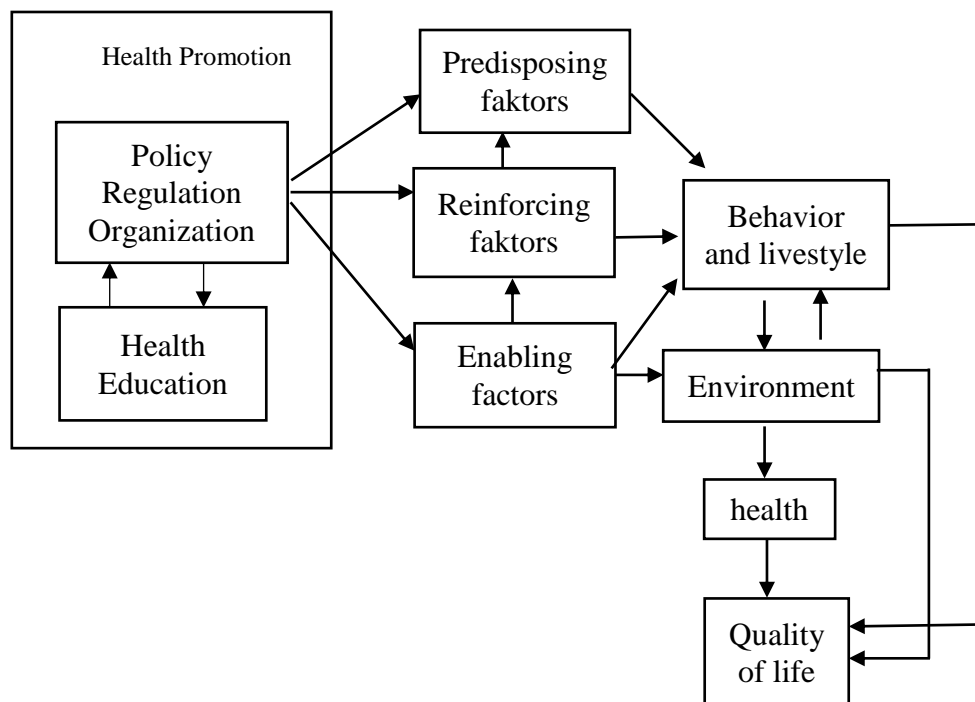 Health Promotion
Policy
Regulation
Organization
Health
Education
Predisposing
faktors
Reinforcing
faktors
Enabling
factors
Behavior
and livestyle
Environment
health
Quality
of life